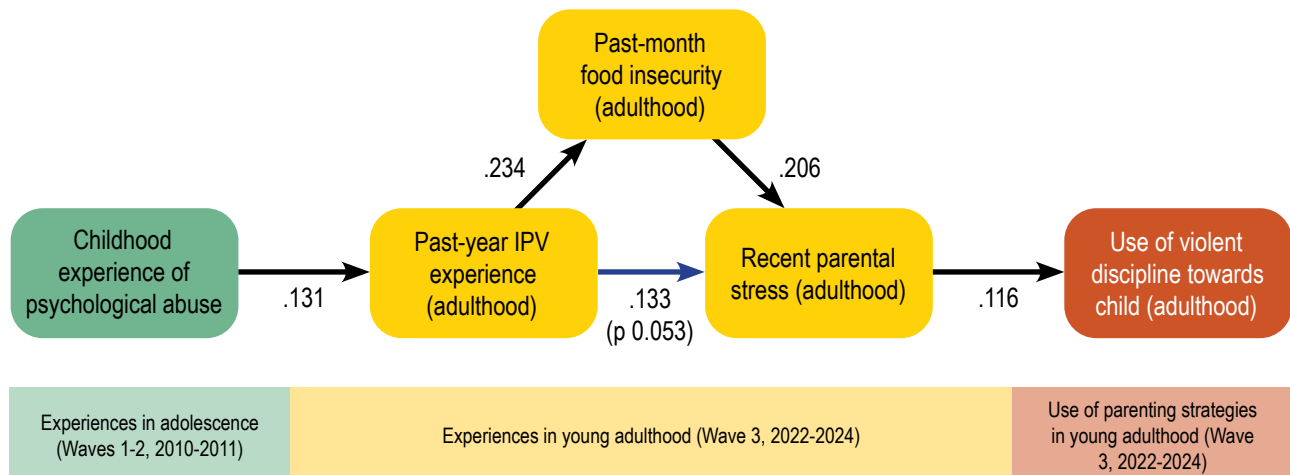 Past-month
food insecurity
(adulthood)
.234
.206
Childhood
experience of
psychological abuse
.131
Past-year IPV
experience
(adulthood)
.133
(p 0.053)
Recent parental
stress (adulthood)
.116
Use of violent
discipline towards
child (adulthood)
Experiences in adolescence
(Waves 1-2, 2010-2011)
Experiences in young adulthood (Wave 3, 2022-2024)
Use of parenting strategies
in young adulthood (Wave
3, 2022-2024)